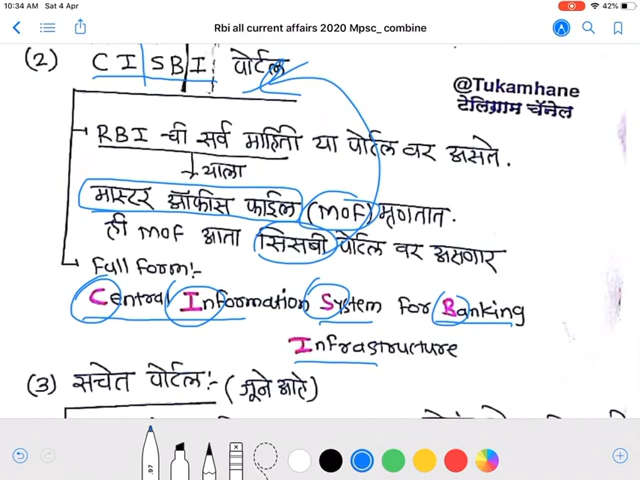 10:34 AM Sat 4 Apr
42%
Rbi all current affairs 2020 Mpsc_ combine
(2) CISBI पोर्टल
@Tukamhane
टेलिग्राम चॅनेल
RBI ची सर्व माहिती या पोर्टल वर असते.
याला
मास्टर ऑफीस फाईल (MOF) म्हणतात.
ही MOF आता सिसबी पोर्टल वर असणार
Full form:-
Central Information System for Banking
Infrastructure
(3) सचेत पोर्टल:- (जूने आहे)
.97